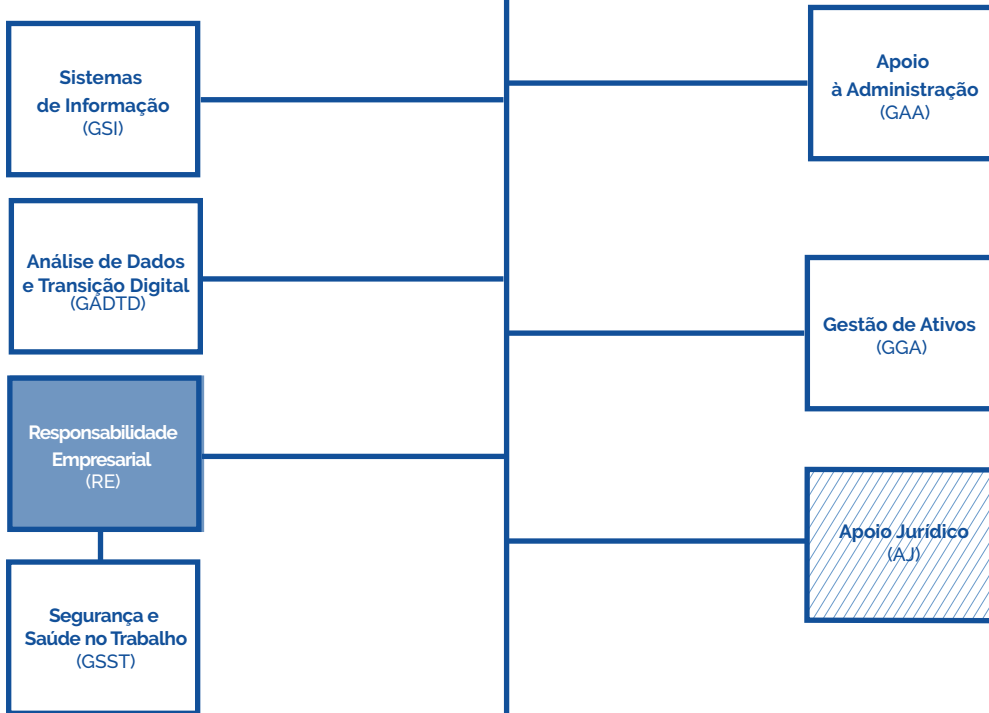 Sistemas
de Informação
(GSI)
Análise de Dados
e Transição Digital
(GADTD)
Responsabilidade
Empresarial
(RE)
Segurança e
Saúde no Trabalho
(GSST)
Apoio
à Administração
(GAA)
Gestão de Ativos
(GGA)
Apoio Jurídico
(AJ)